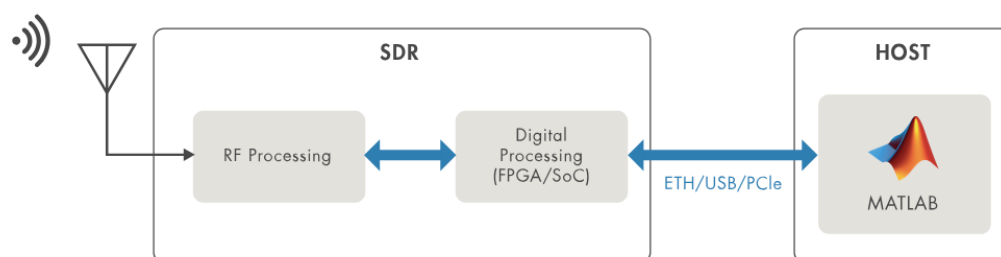 SDR
HOST
RF Processing
Digital
Processing
(FPGA/SoC)
ETH/USB/PCIe
MATLAB